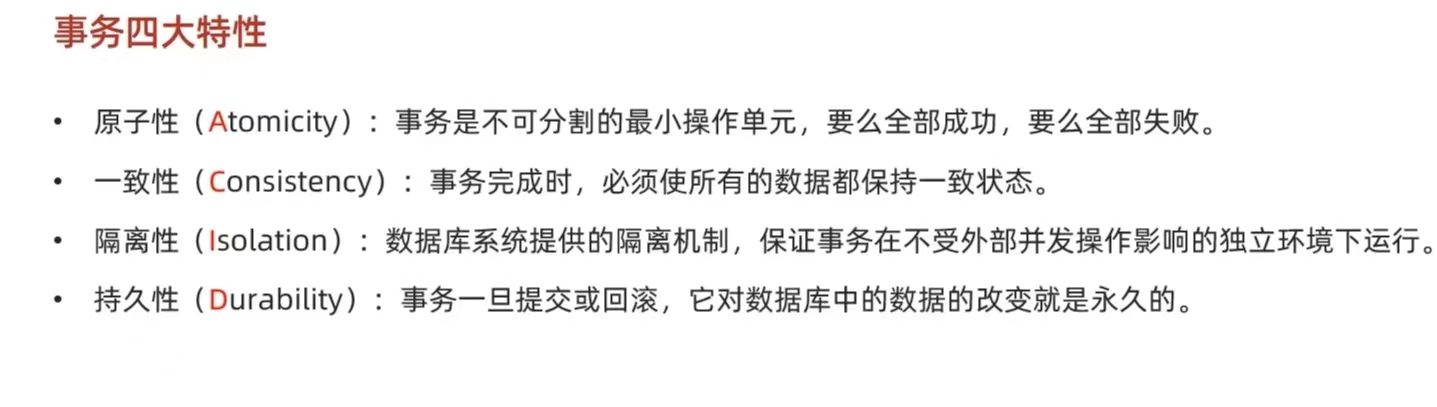 事务四大特性
• 原子性（Atomicity）：事务是不可分割的最小操作单元，要么全部成功，要么全部失败。
• 一致性（Consistency）：事务完成时，必须使所有的数据都保持一致状态。
• 隔离性（Isolation）：数据库系统提供的隔离机制，保证事务在不受外部并发操作影响的独立环境下运行。
• 持久性（Durability）：事务一旦提交或回滚，它对数据库中的数据的改变就是永久的。